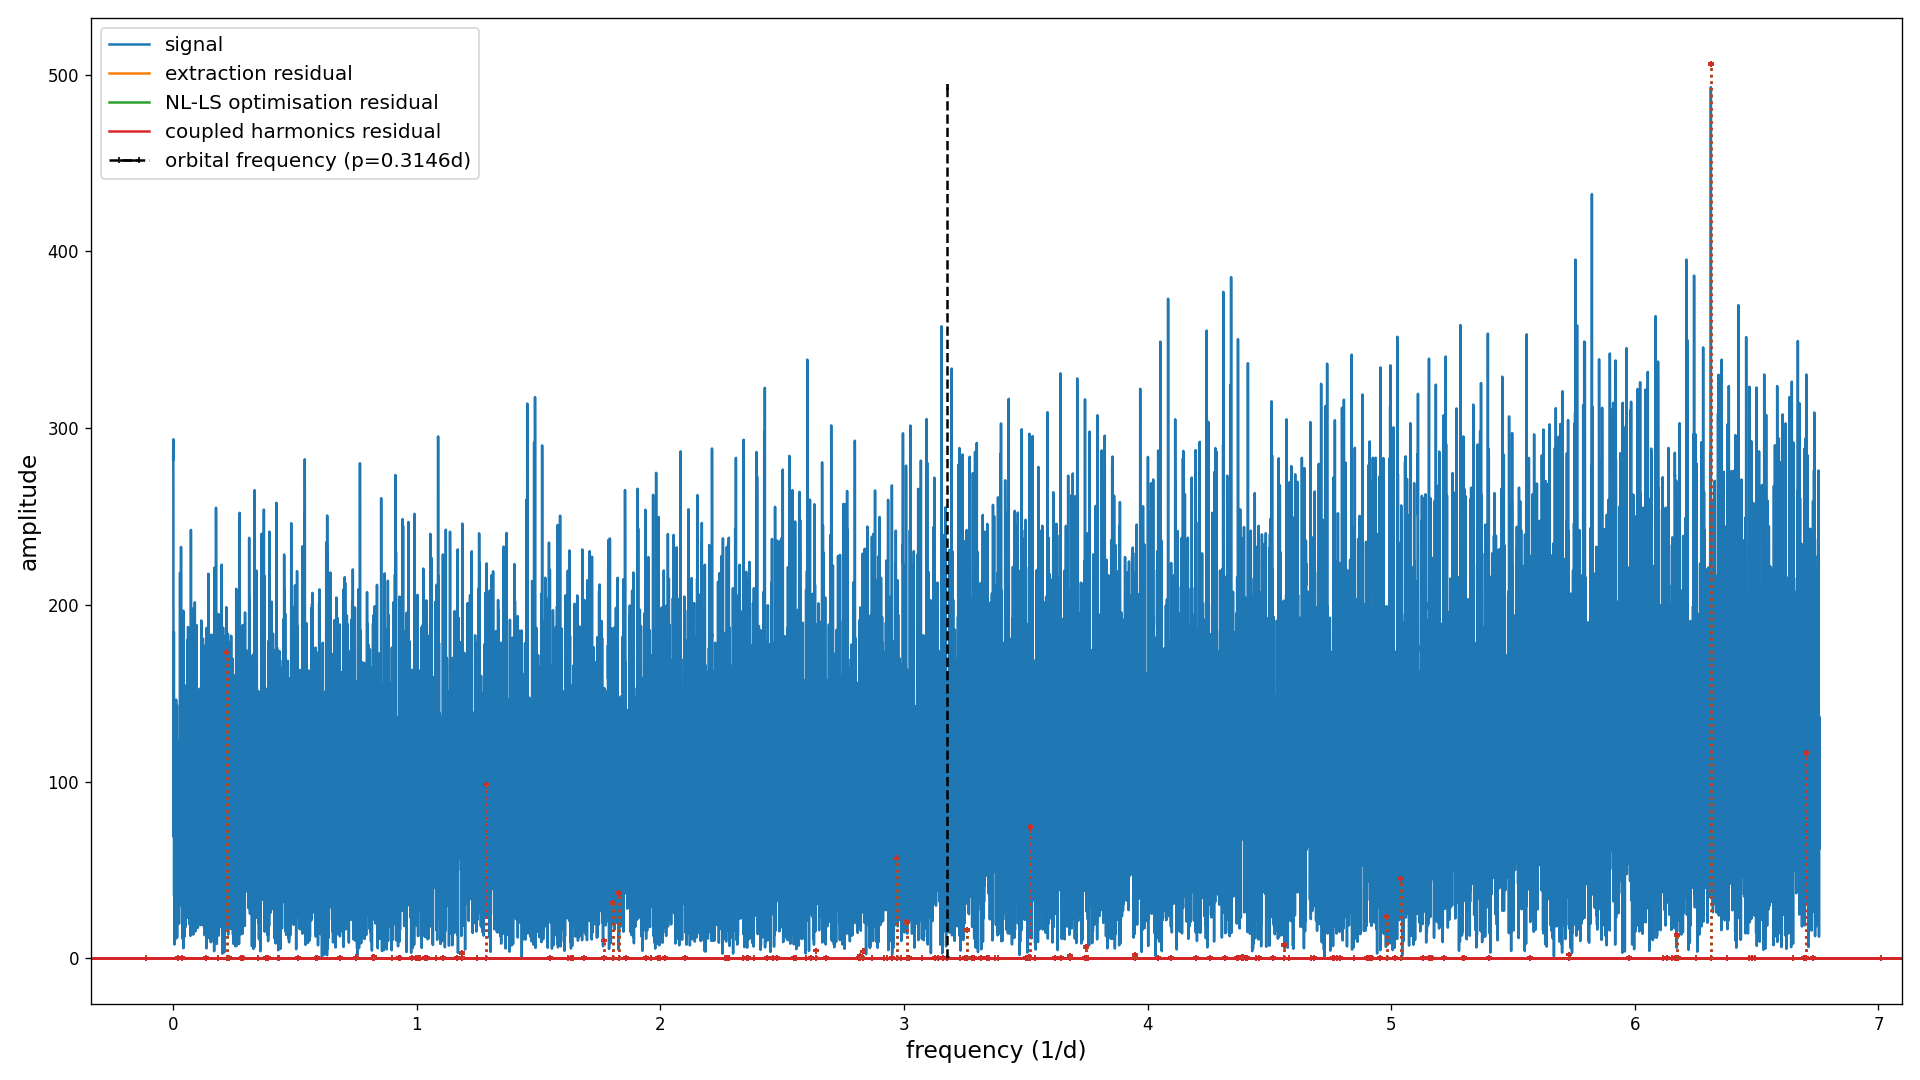 signal
extraction residual
NL-LS optimisation residual
coupled harmonics residual
orbital frequency (p=0.3146d)
500
400
300
200
100
0
amplitude
0 1 2 3 4 5 6 7
frequency (1/d)